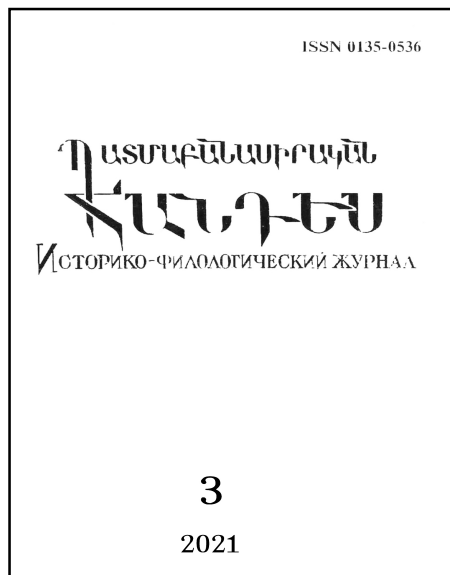 ISSN 0135-0536
ՊԱՏՄԱԲԱՆԱՍԻՐԱԿԱՆ
ՀԱՆԴԵՍ
ИСТОРИКО-ФИЛОЛОГИЧЕСКИЙ ЖУРНАЛ
3
2021